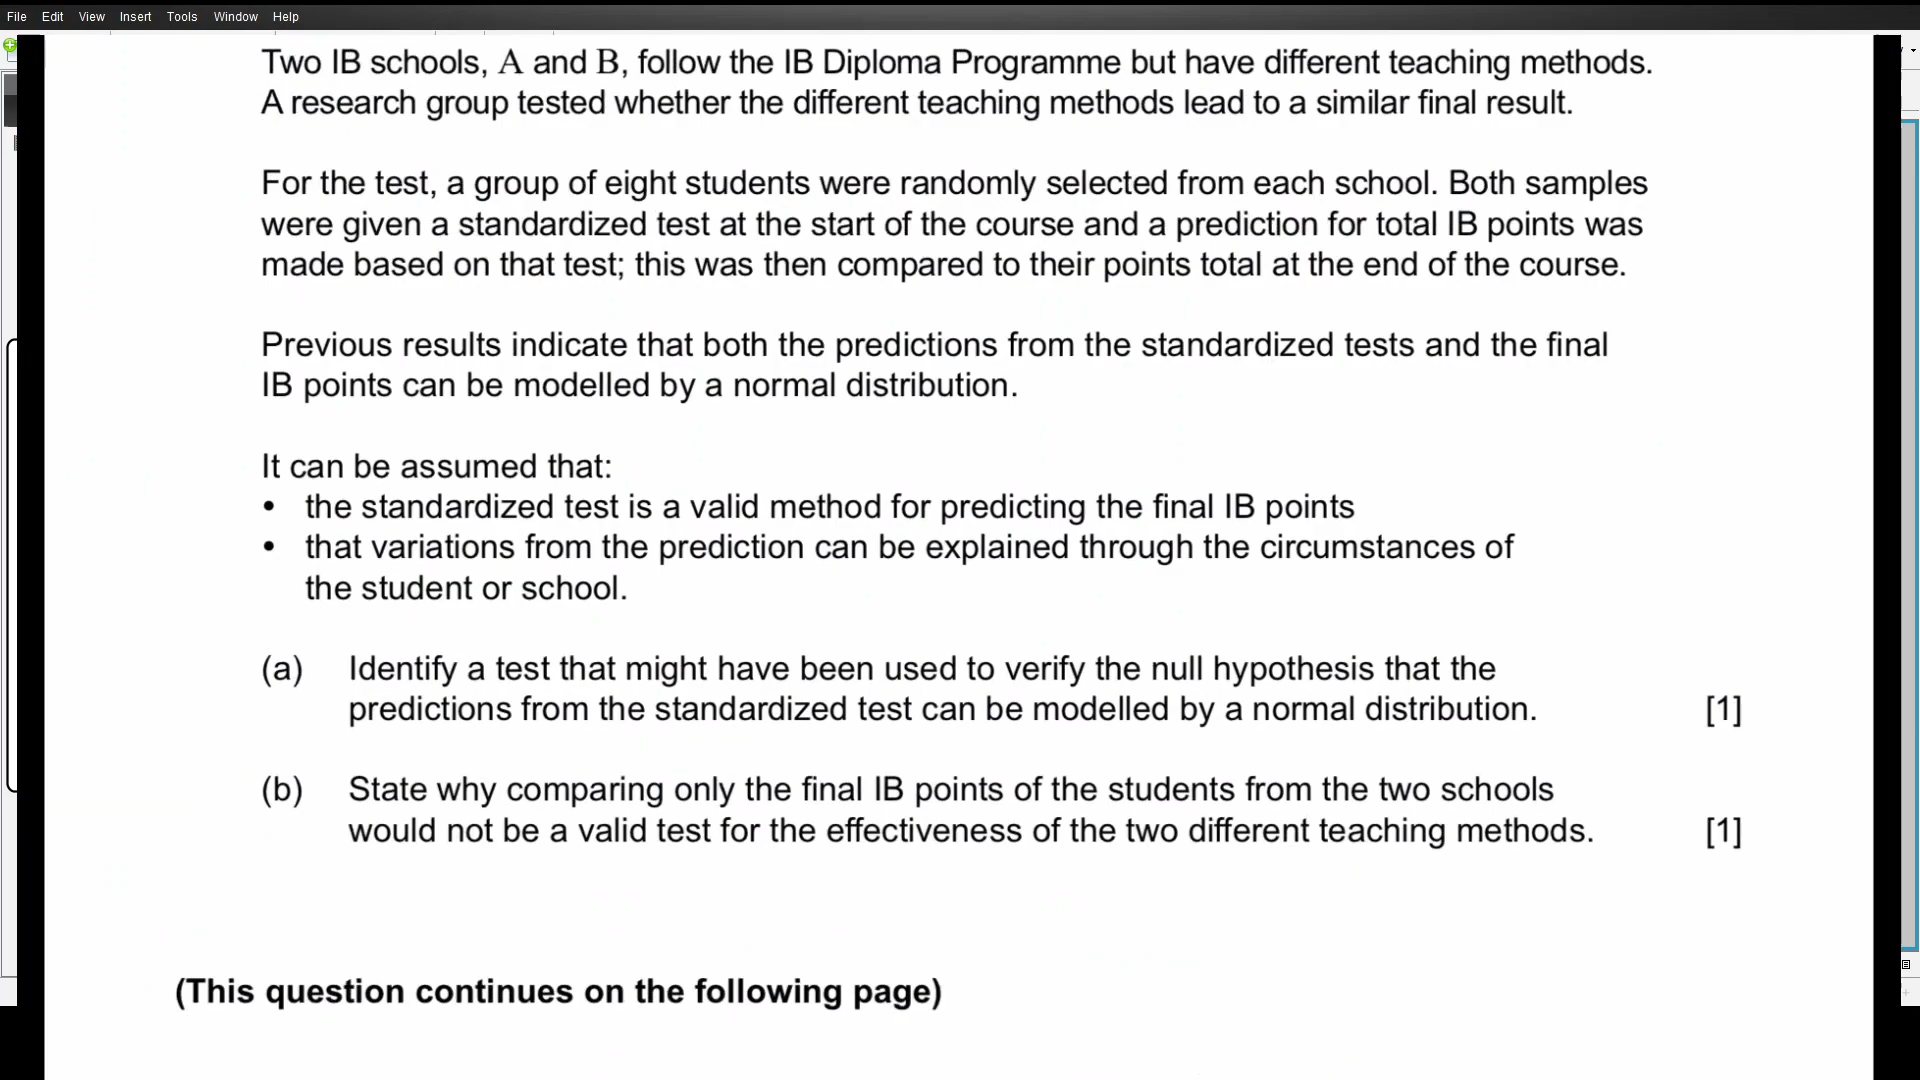 File Edit View Insert Tools Window Help
Two IB schools, A and B, follow the IB Diploma Programme but have different teaching methods.
A research group tested whether the different teaching methods lead to a similar final result.
For the test, a group of eight students were randomly selected from each school. Both samples
were given a standardized test at the start of the course and a prediction for total IB points was
made based on that test; this was then compared to their points total at the end of the course.
Previous results indicate that both the predictions from the standardized tests and the final
IB points can be modelled by a normal distribution.
It can be assumed that:
• the standardized test is a valid method for predicting the final IB points
• that variations from the prediction can be explained through the circumstances of
the student or school.
(a) Identify a test that might have been used to verify the null hypothesis that the
predictions from the standardized test can be modelled by a normal distribution. [1]
(b) State why comparing only the final IB points of the students from the two schools
would not be a valid test for the effectiveness of the two different teaching methods. [1]
(This question continues on the following page)